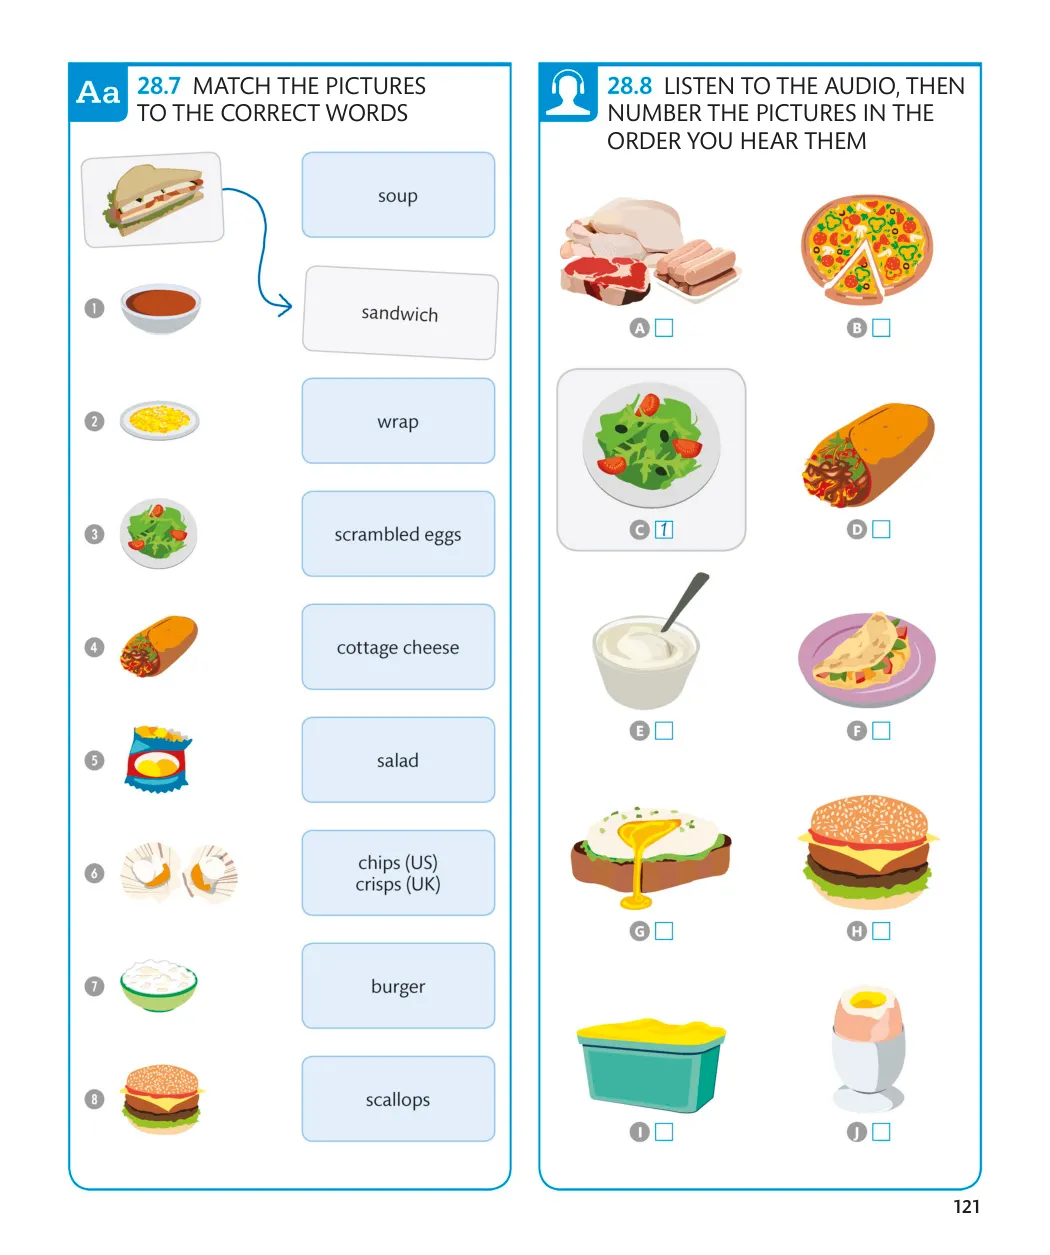 Aa
28.7 MATCH THE PICTURES
TO THE CORRECT WORDS
soup
1
sandwich
2
wrap
3
scrambled eggs
4
cottage cheese
5
salad
6
chips (US)
crisps (UK)
7
burger
8
scallops
28.8 LISTEN TO THE AUDIO, THEN
NUMBER THE PICTURES IN THE
ORDER YOU HEAR THEM
A
B
C 1
D
E
F
G
H
I
J
121